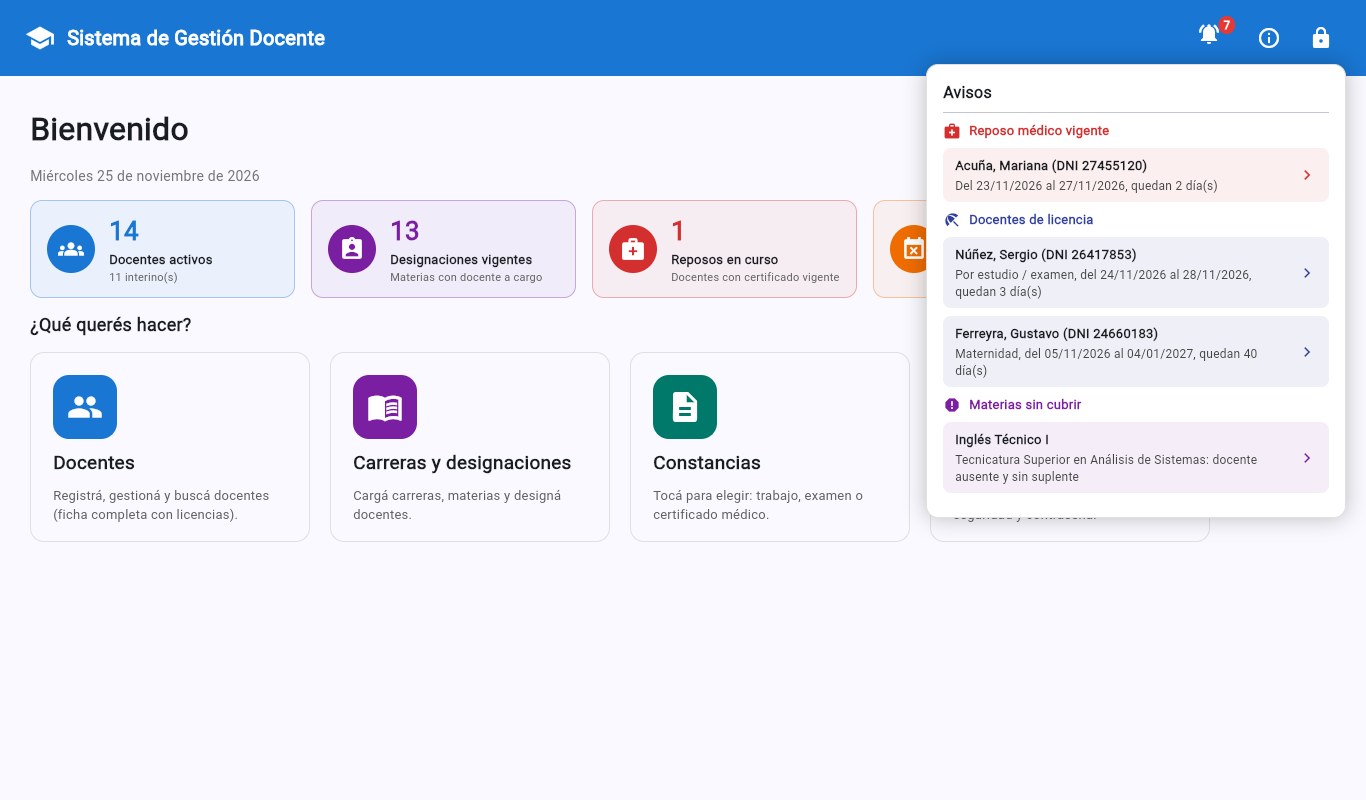 Sistema de Gestión Docente
7
Bienvenido
Miércoles 25 de noviembre de 2026
14
Docentes activos
11 interino(s)
13
Designaciones vigentes
Materias con docente a cargo
1
Reposos en curso
Docentes con certificado vigente
¿Qué querés hacer?
Docentes
Registrá, gestioná y buscá docentes
(ficha completa con licencias).
Carreras y designaciones
Cargá carreras, materias y designá
docentes.
Constancias
Tocá para elegir: trabajo, examen o
certificado médico.
Avisos
Reposo médico vigente
Acuña, Mariana (DNI 27455120)
Del 23/11/2026 al 27/11/2026, quedan 2 día(s)
Docentes de licencia
Núñez, Sergio (DNI 26417853)
Por estudio / examen, del 24/11/2026 al 28/11/2026,
quedan 3 día(s)
Ferreyra, Gustavo (DNI 24660183)
Maternidad, del 05/11/2026 al 04/01/2027, quedan 40
día(s)
Materias sin cubrir
Inglés Técnico I
Tecnicatura Superior en Análisis de Sistemas: docente
ausente y sin suplente